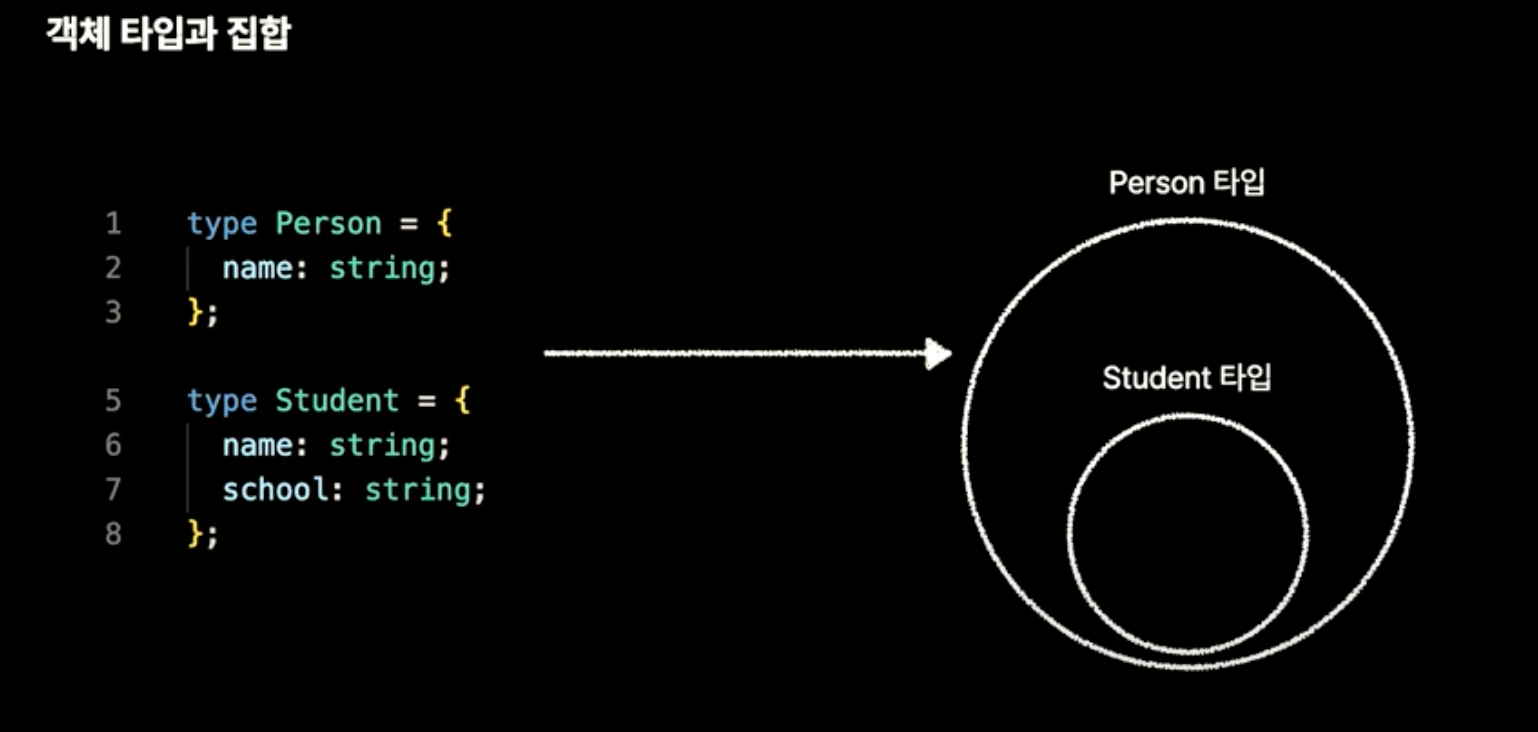 객체 타입과 집합
1 type Person = {
2 name: string;
3 };
5 type Student = {
6 name: string;
7 school: string;
8 };
Person 타입
Student 타입